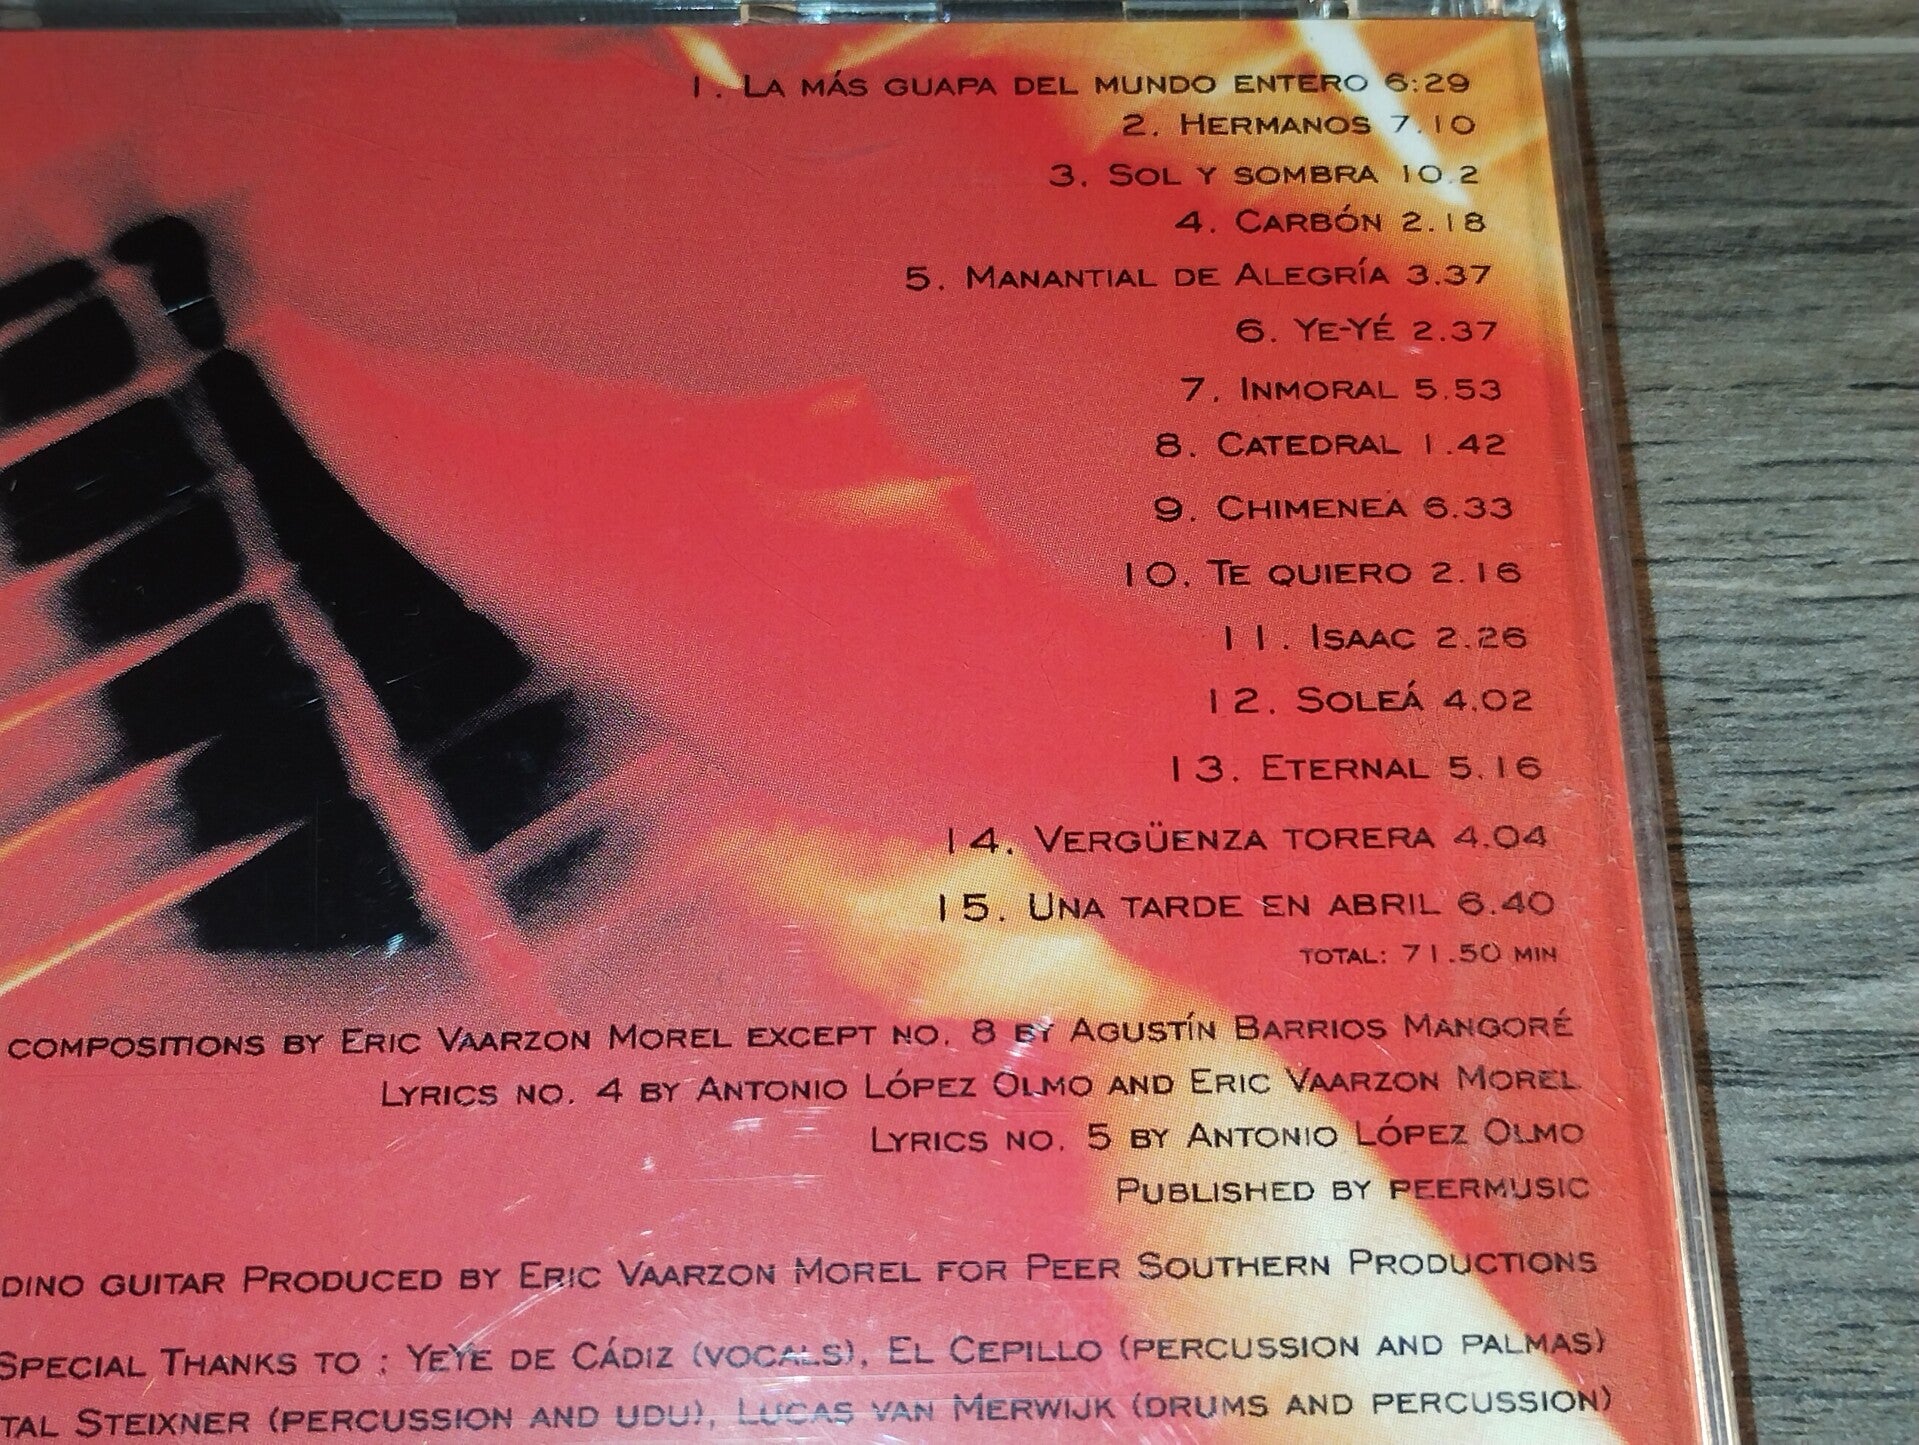 1. La más guapa del mundo entero 6:29
2. Hermanos 7.10
3. Sol y sombra 10.2
4. Carbón 2.18
5. Manantial de Alegría 3.37
6. Ye-yé 2.37
7. Inmoral 5.53
8. Catedral 1.42
9. Chimenea 6.33
10. Te quiero 2.16
11. Isaac 2.26
12. Soleá 4.02
13. Eternal 5.16
14. Vergüenza torera 4.04
15. Una tarde en abril 6.40
total: 71.50 min
compositions by Eric Vaarzon Morel except no. 8 by Agustín Barrios Mangoré
Lyrics no. 4 by Antonio López Olmo and Eric Vaarzon Morel
Lyrics no. 5 by Antonio López Olmo
Published by peermusic
guitar Produced by Eric Vaarzon Morel for Peer Southern Productions
Special Thanks to : YeYe de Cádiz (vocals), El Cepillo (percussion and palmas)
Steixner (percussion and udu), Lucas van Merwijk (drums and percussion)